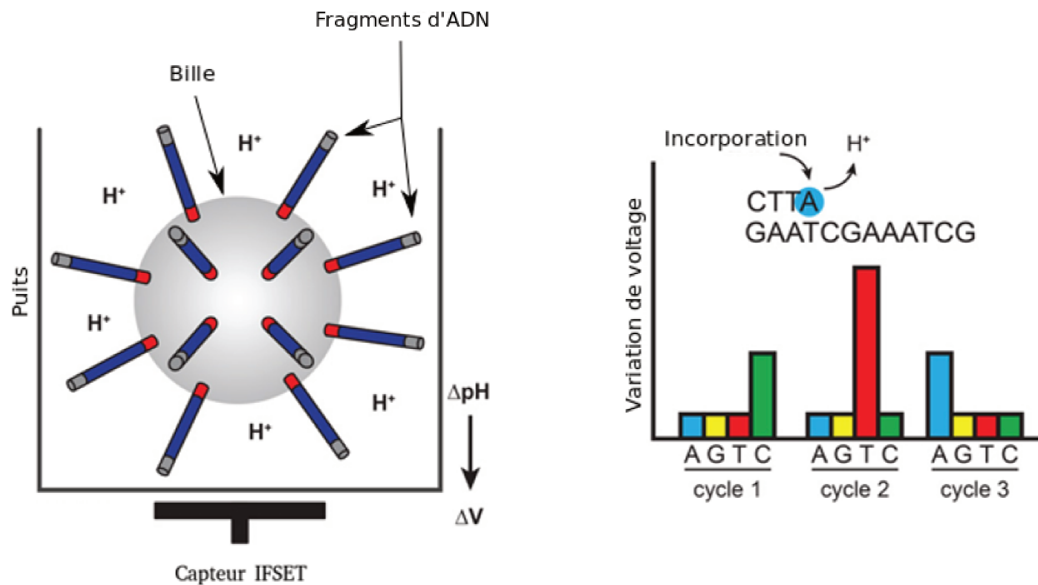 Fragments d'ADN
Bille
H⁺
H⁺
H⁺
H⁺
H⁺
H⁺
Puits
ΔpH
ΔV
Capteur IFSET
Incorporation
H⁺
CTTA
GAATCGAAATCG
Variation de voltage
A G T C
A G T C
A G T C
cycle 1
cycle 2
cycle 3